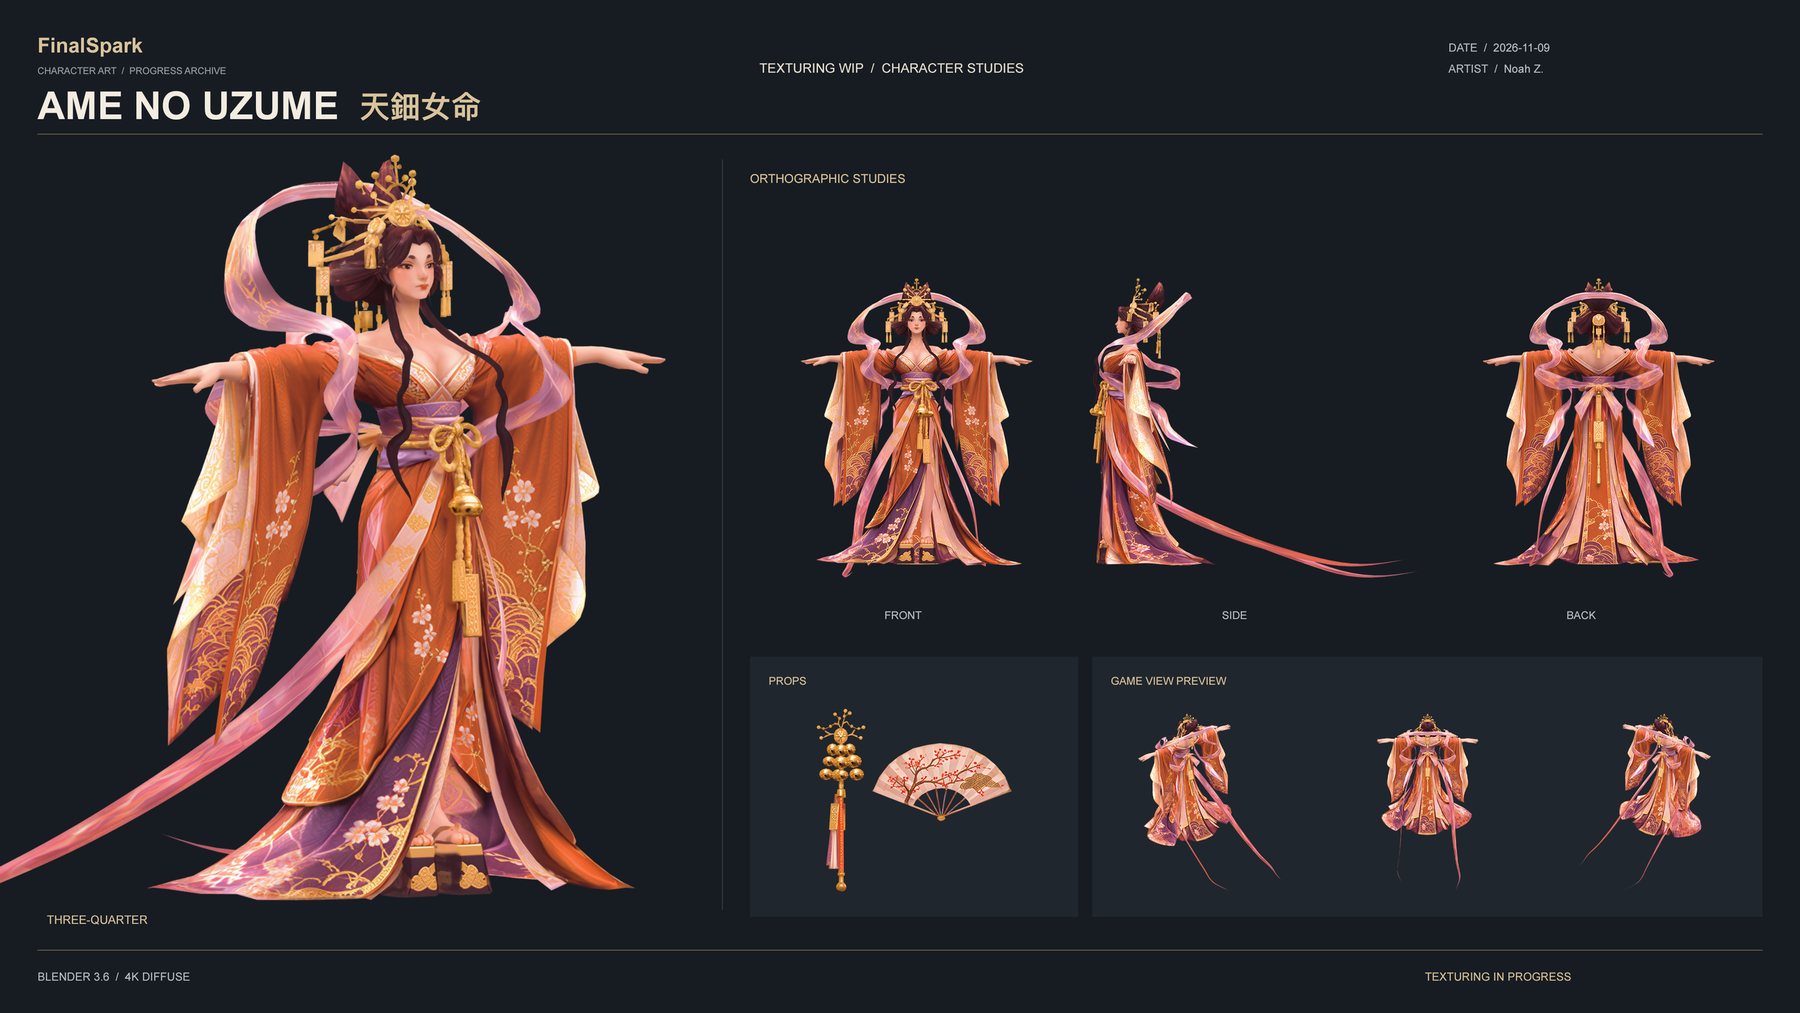 FinalSpark
CHARACTER ART / PROGRESS ARCHIVE
AME NO UZUME 天鈿女命
TEXTURING WIP / CHARACTER STUDIES
DATE / 2026-11-09
ARTIST / Noah Z.
ORTHOGRAPHIC STUDIES
FRONT
SIDE
BACK
PROPS
GAME VIEW PREVIEW
THREE-QUARTER
BLENDER 3.6 / 4K DIFFUSE
TEXTURING IN PROGRESS